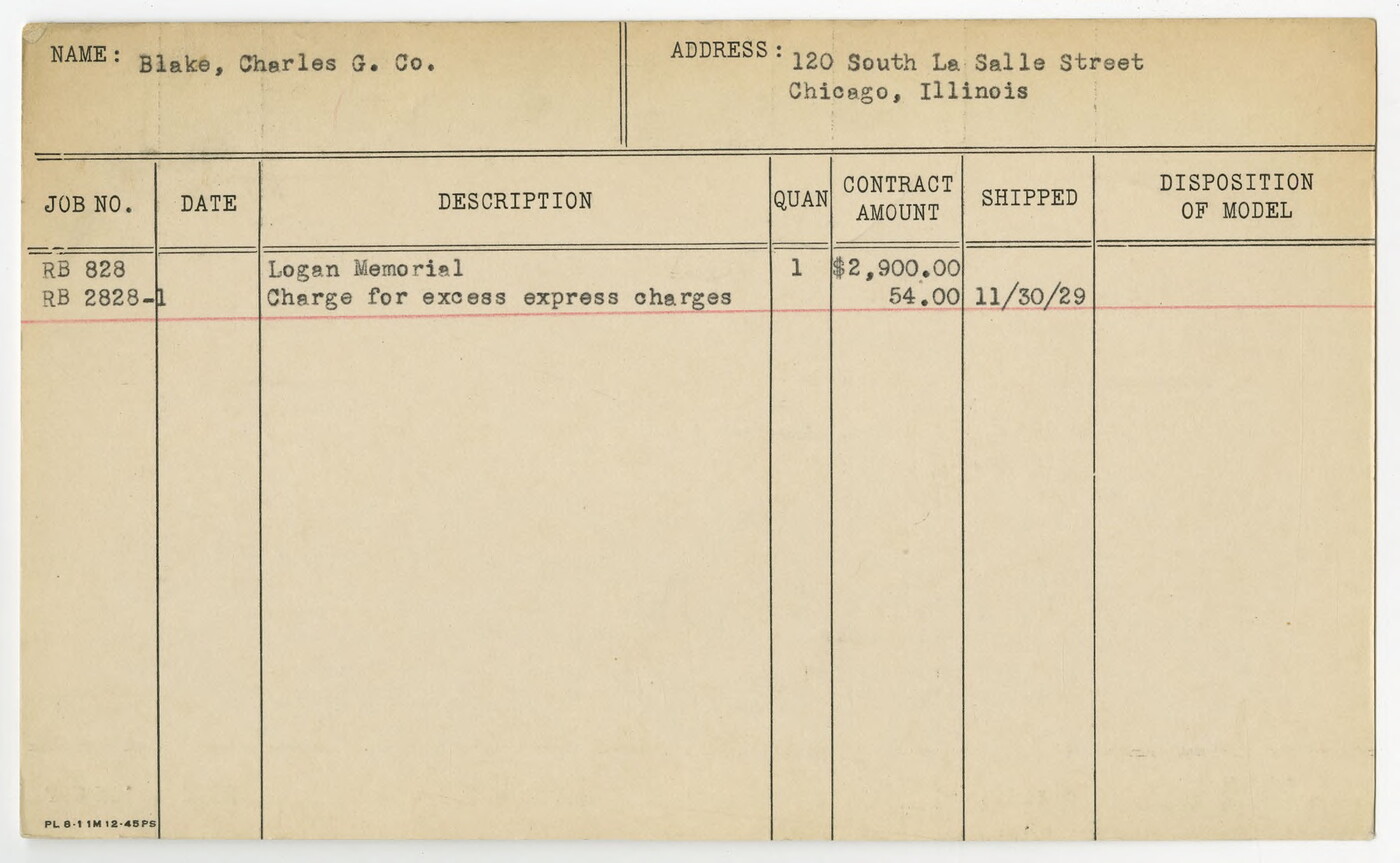 NAME: Blake, Charles G. Co. ADDRESS: 120 South La Salle Street
Chicago, Illinois
JOB NO. DATE DESCRIPTION QUAN CONTRACT AMOUNT SHIPPED DISPOSITION OF MODEL
RB 828 Logan Memorial 1 $2,900.00
RB 2828-1 Charge for excess express charges 54.00 11/30/29
PL 8-1 1M 12-45 PS